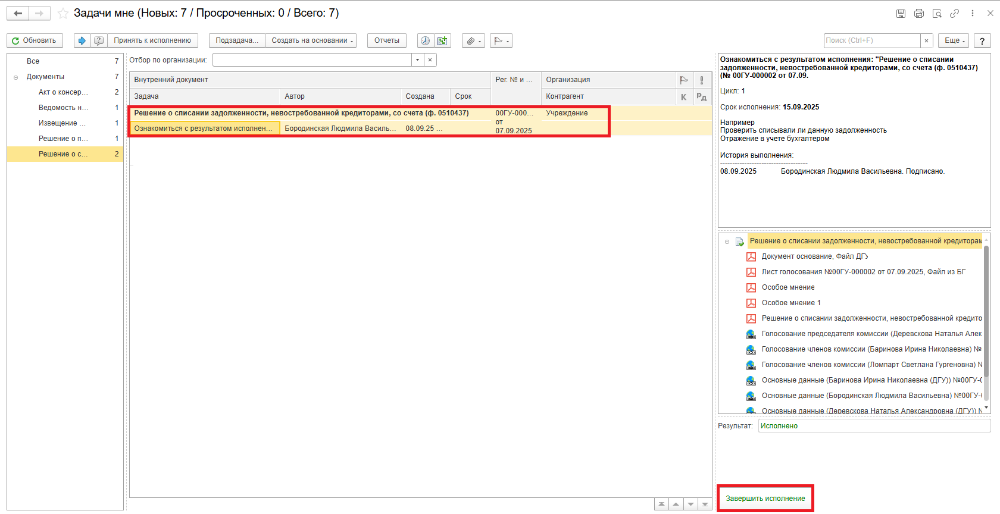 Задачи мне (Новых: 7 / Просроченных: 0 / Всего: 7)
Обновить
Принять к исполнению
Подзадача...
Создать на основании
Отчеты
Поиск (Ctrl+F)
×
Еще
?
Все 7
Документы 7
Акт о консер... 2
Ведомость н... 1
Извещение ... 1
Решение о п... 1
Решение о с... 2
Отбор по организации:
Внутренний документ
Рег. № и ...
Организация
Задача
Автор
Создана
Срок
Контрагент
К
Рд
Решение о списании задолженности, невостребованной кредиторами, со счета (ф. 0510437)
00ГУ-000...
от
07.09.2025
Учреждение
Ознакомиться с результатом исполнен...
Бородинская Людмила Василь...
08.09.25 ...
Ознакомиться с результатом исполнения: "Решение о списании
задолженности, невостребованной кредиторами, со счета (ф. 0510437)
(№ 00ГУ-000002 от 07.09.
Цикл: 1
Срок исполнения: 15.09.2025
Например
Проверить списывали ли данную задолженность
Отражение в учете бухгалтером
История выполнения:
------------------------------------
08.09.2025 Бородинская Людмила Васильевна. Подписано.
Решение о списании задолженности, невостребованной кредиторам
Документ основание, Файл ДГУ
Лист голосования №00ГУ-000002 от 07.09.2025, Файл из БГ
Особое мнение
Особое мнение 1
Решение о списании задолженности, невостребованной кредито
Голосование председателя комиссии (Деревскова Наталья Алек
Голосование членов комиссии (Баринова Ирина Николаевна) №
Голосование членов комиссии (Ломпарт Светлана Гургеновна) N
Основные данные (Баринова Ирина Николаевна (ДГУ)) №00ГУ-0
Основные данные (Бородинская Людмила Васильевна) №00ГУ-
Основные данные (Деревскова Наталья Александровна (ДГУ)) N
Результат: Исполнено
Завершить исполнение